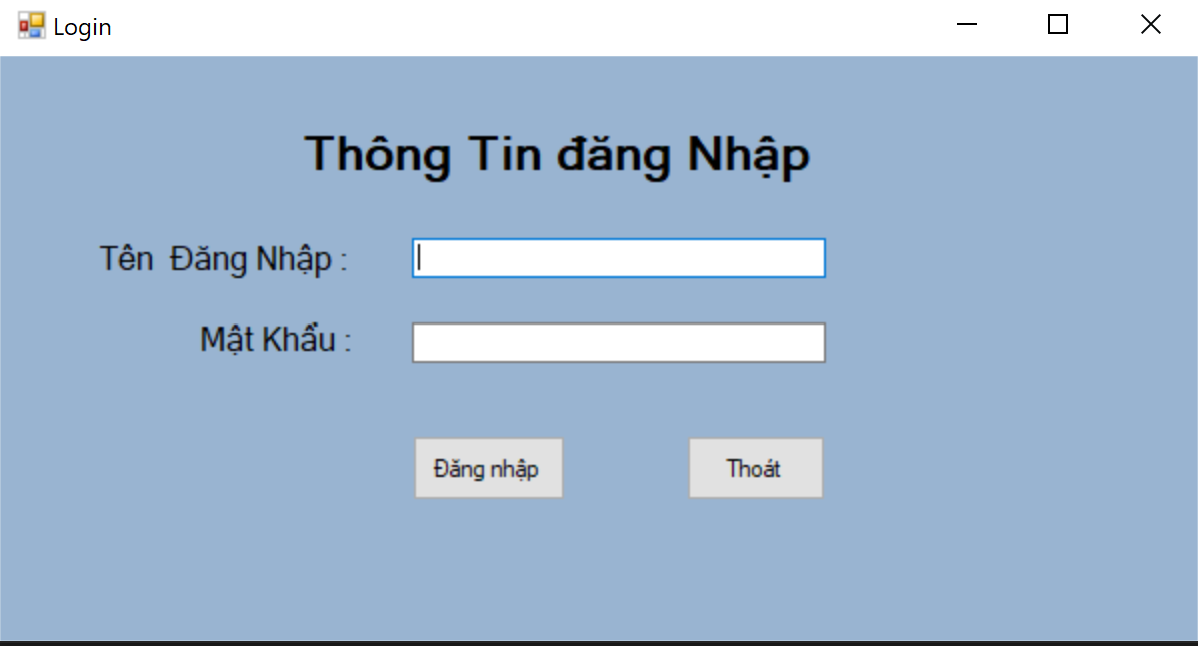 Login
Thông Tin đăng Nhập
Tên Đăng Nhập :
Mật Khẩu :
Đăng nhập Thoát